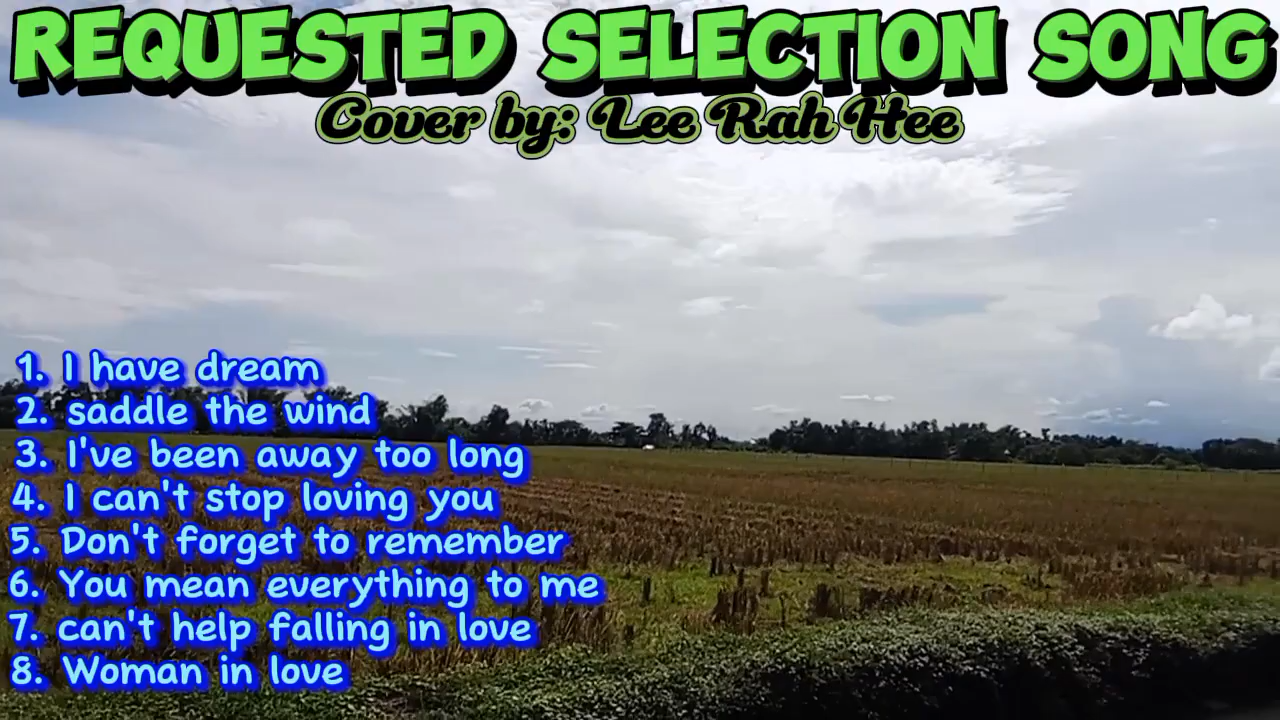 REQUESTED SELECTION SONG
Cover by: Lee Rah Hee
1. I have dream
2. saddle the wind
3. I've been away too long
4. I can't stop loving you
5. Don't forget to remember
6. You mean everything to me
7. can't help falling in love
8. Woman in love